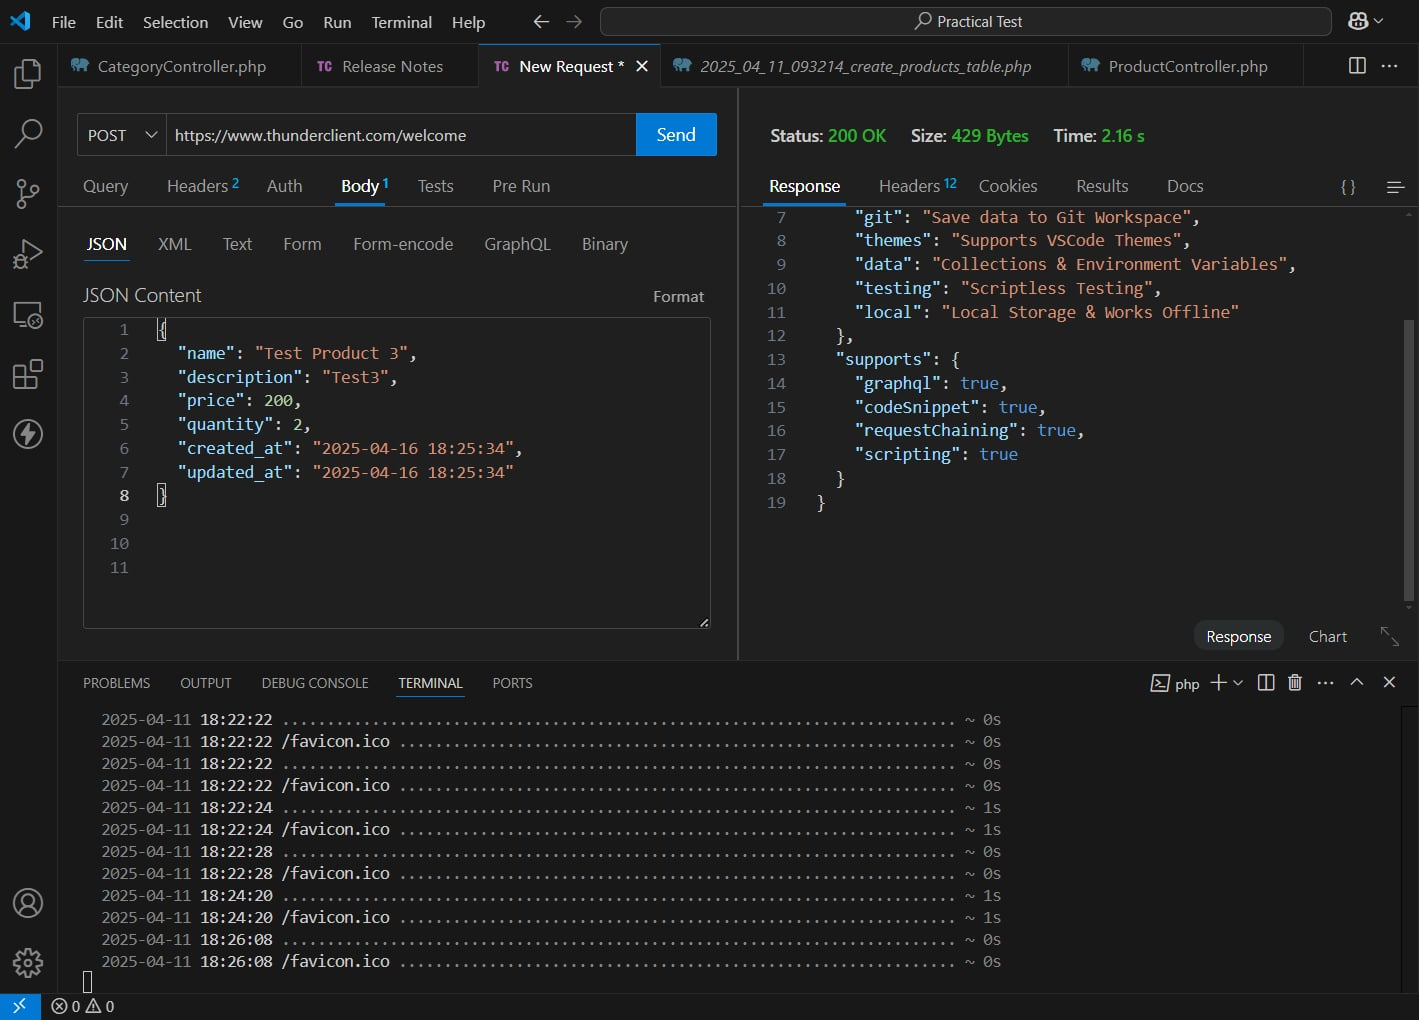 File Edit Selection View Go Run Terminal Help Practical Test
CategoryController.php TC Release Notes TC New Request * 2025_04_11_093214_create_products_table.php ProductController.php
POST https://www.thunderclient.com/welcome Send
Query Headers 2 Auth Body 1 Tests Pre Run
JSON XML Text Form Form-encode GraphQL Binary
JSON Content Format
1 {
2 "name": "Test Product 3",
3 "description": "Test3",
4 "price": 200,
5 "quantity": 2,
6 "created_at": "2025-04-16 18:25:34",
7 "updated_at": "2025-04-16 18:25:34"
8 }
9
10
11
Status: 200 OK Size: 429 Bytes Time: 2.16 s
Response Headers 12 Cookies Results Docs { }
7 "git": "Save data to Git Workspace",
8 "themes": "Supports VSCode Themes",
9 "data": "Collections & Environment Variables",
10 "testing": "Scriptless Testing",
11 "local": "Local Storage & Works Offline"
12 },
13 "supports": {
14 "graphql": true,
15 "codeSnippet": true,
16 "requestChaining": true,
17 "scripting": true
18 }
19 }
Response Chart
PROBLEMS OUTPUT DEBUG CONSOLE TERMINAL PORTS php
2025-04-11 18:22:22 ........................................................................... ~ 0s
2025-04-11 18:22:22 /favicon.ico .............................................................. ~ 0s
2025-04-11 18:22:22 ........................................................................... ~ 0s
2025-04-11 18:22:22 /favicon.ico .............................................................. ~ 0s
2025-04-11 18:22:24 ........................................................................... ~ 1s
2025-04-11 18:22:24 /favicon.ico .............................................................. ~ 1s
2025-04-11 18:22:28 ........................................................................... ~ 0s
2025-04-11 18:22:28 /favicon.ico .............................................................. ~ 0s
2025-04-11 18:24:20 ........................................................................... ~ 1s
2025-04-11 18:24:20 /favicon.ico .............................................................. ~ 1s
2025-04-11 18:26:08 ........................................................................... ~ 0s
2025-04-11 18:26:08 /favicon.ico .............................................................. ~ 0s
0 0